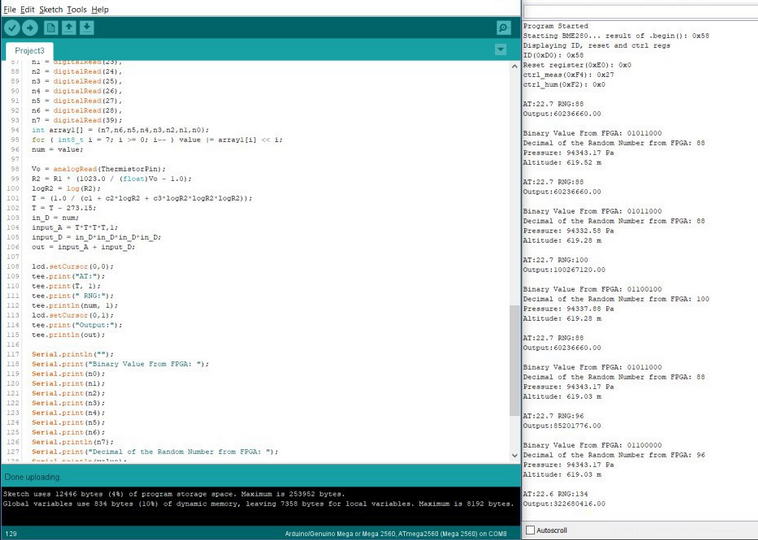 File Edit Sketch Tools Help
Project3
87 n1 = digitalRead(23),
88 n2 = digitalRead(24),
89 n3 = digitalRead(25),
90 n4 = digitalRead(26),
91 n5 = digitalRead(27),
92 n6 = digitalRead(28),
93 n7 = digitalRead(39);
94 int array1[] = {n7,n6,n5,n4,n3,n2,n1,n0};
95 for ( int8_t i = 7; i >= 0; i-- ) value |= array1[i] << i;
96 num = value;
97
98 Vo = analogRead(ThermistorPin);
99 R2 = R1 * (1023.0 / (float)Vo - 1.0);
100 logR2 = log(R2);
101 T = (1.0 / (c1 + c2*logR2 + c3*logR2*logR2*logR2));
102 T = T - 273.15;
103 in_D = num;
104 input_A = T*T*T*T,1;
105 input_D = in_D*in_D*in_D*in_D;
106 out = input_A + input_D;
107
108 lcd.setCursor(0,0);
109 tee.print("AT:");
110 tee.print(T, 1);
111 tee.print(" RNG:");
112 tee.println(num, 1);
113 lcd.setCursor(0,1);
114 tee.print("Output:");
115 tee.println(out);
116
117 Serial.println("");
118 Serial.print("Binary Value From FPGA: ");
119 Serial.print(n0);
120 Serial.print(n1);
121 Serial.print(n2);
122 Serial.print(n3);
123 Serial.print(n4);
124 Serial.print(n5);
125 Serial.print(n6);
126 Serial.println(n7);
127 Serial.print("Decimal of the Random Number from FPGA: ");
Done uploading.
Sketch uses 12446 bytes (4%) of program storage space. Maximum is 253952 bytes.
Global variables use 834 bytes (10%) of dynamic memory, leaving 7358 bytes for local variables. Maximum is 8192 bytes.
129
Arduino/Genuino Mega or Mega 2560, ATmega2560 (Mega 2560) on COM8
Program Started
Starting BME280... result of .begin(): 0x58
Displaying ID, reset and ctrl regs
ID(0xD0): 0x58
Reset register(0xE0): 0x0
ctrl_meas(0xF4): 0x27
ctrl_hum(0xF2): 0x0
AT:22.7 RNG:88
Output:60236660.00
Binary Value From FPGA: 01011000
Decimal of the Random Number from FPGA: 88
Pressure: 94343.17 Pa
Altitude: 619.52 m
AT:22.7 RNG:88
Output:60236660.00
Binary Value From FPGA: 01011000
Decimal of the Random Number from FPGA: 88
Pressure: 94332.58 Pa
Altitude: 619.28 m
AT:22.7 RNG:100
Output:100267120.00
Binary Value From FPGA: 01100100
Decimal of the Random Number from FPGA: 100
Pressure: 94337.88 Pa
Altitude: 619.28 m
AT:22.7 RNG:88
Output:60236660.00
Binary Value From FPGA: 01011000
Decimal of the Random Number from FPGA: 88
Pressure: 94343.17 Pa
Altitude: 619.03 m
AT:22.7 RNG:96
Output:85201776.00
Binary Value From FPGA: 01100000
Decimal of the Random Number from FPGA: 96
Pressure: 94343.17 Pa
Altitude: 619.03 m
AT:22.6 RNG:134
Output:322680416.00
Autoscroll